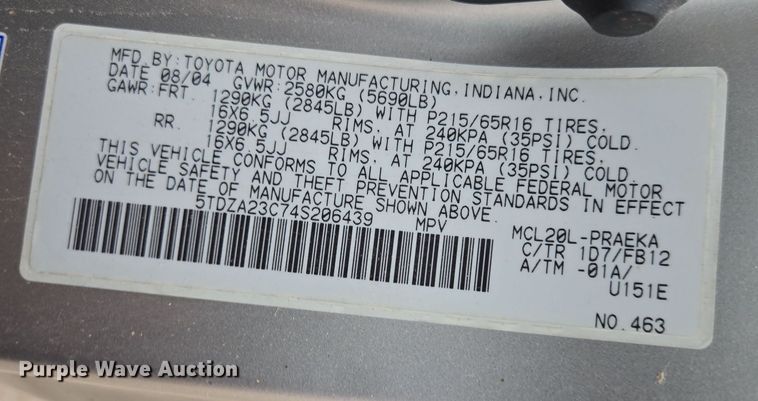 MFD.BY:TOYOTA MOTOR MANUFACTURING,INDIANA,INC.
DATE 08/04 GVWR:2580KG (5690LB)
GAWR:FRT. 1290KG (2845LB) WITH P215/65R16 TIRES,
16X6.5JJ RIMS, AT 240KPA (35PSI) COLD.
RR. 1290KG (2845LB) WITH P215/65R16 TIRES,
16X6.5JJ RIMS, AT 240KPA (35PSI) COLD.
THIS VEHICLE CONFORMS TO ALL APPLICABLE FEDERAL MOTOR
VEHICLE SAFETY AND THEFT PREVENTION STANDARDS IN EFFECT
ON THE DATE OF MANUFACTURE SHOWN ABOVE.
5TDZA23C74S206439 MPV
MCL20L-PRAEKA
C/TR 1D7/FB12
A/TM -01A/
U151E
NO.463
Purple Wave Auction